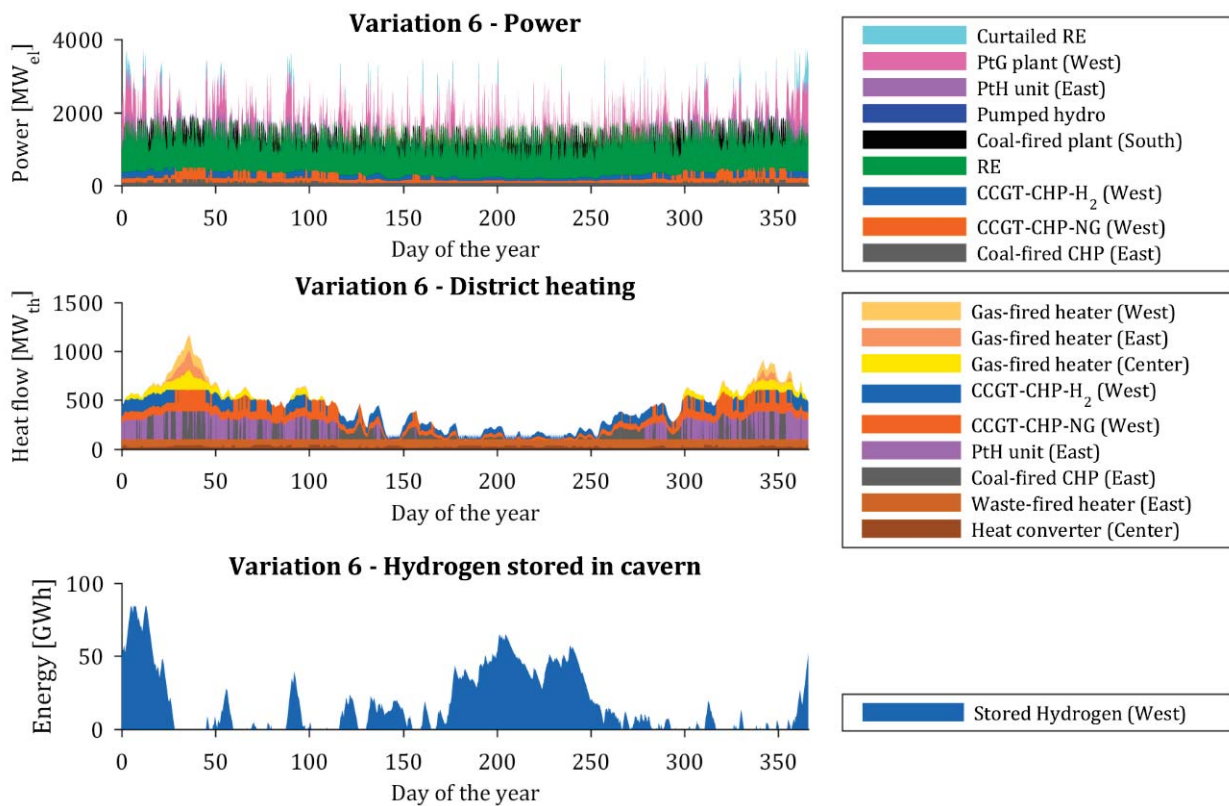 Variation 6 - Power
Power [MW_el]
4000
2000
0
0 50 100 150 200 250 300 350
Day of the year
Curtailed RE
PtG plant (West)
PtH unit (East)
Pumped hydro
Coal-fired plant (South)
RE
CCGT-CHP-H₂ (West)
CCGT-CHP-NG (West)
Coal-fired CHP (East)
Variation 6 - District heating
Heat flow [MW_th]
1500
1000
500
0
0 50 100 150 200 250 300 350
Day of the year
Gas-fired heater (West)
Gas-fired heater (East)
Gas-fired heater (Center)
CCGT-CHP-H₂ (West)
CCGT-CHP-NG (West)
PtH unit (East)
Coal-fired CHP (East)
Waste-fired heater (East)
Heat converter (Center)
Variation 6 - Hydrogen stored in cavern
Energy [GWh]
100
50
0
0 50 100 150 200 250 300 350
Day of the year
Stored Hydrogen (West)